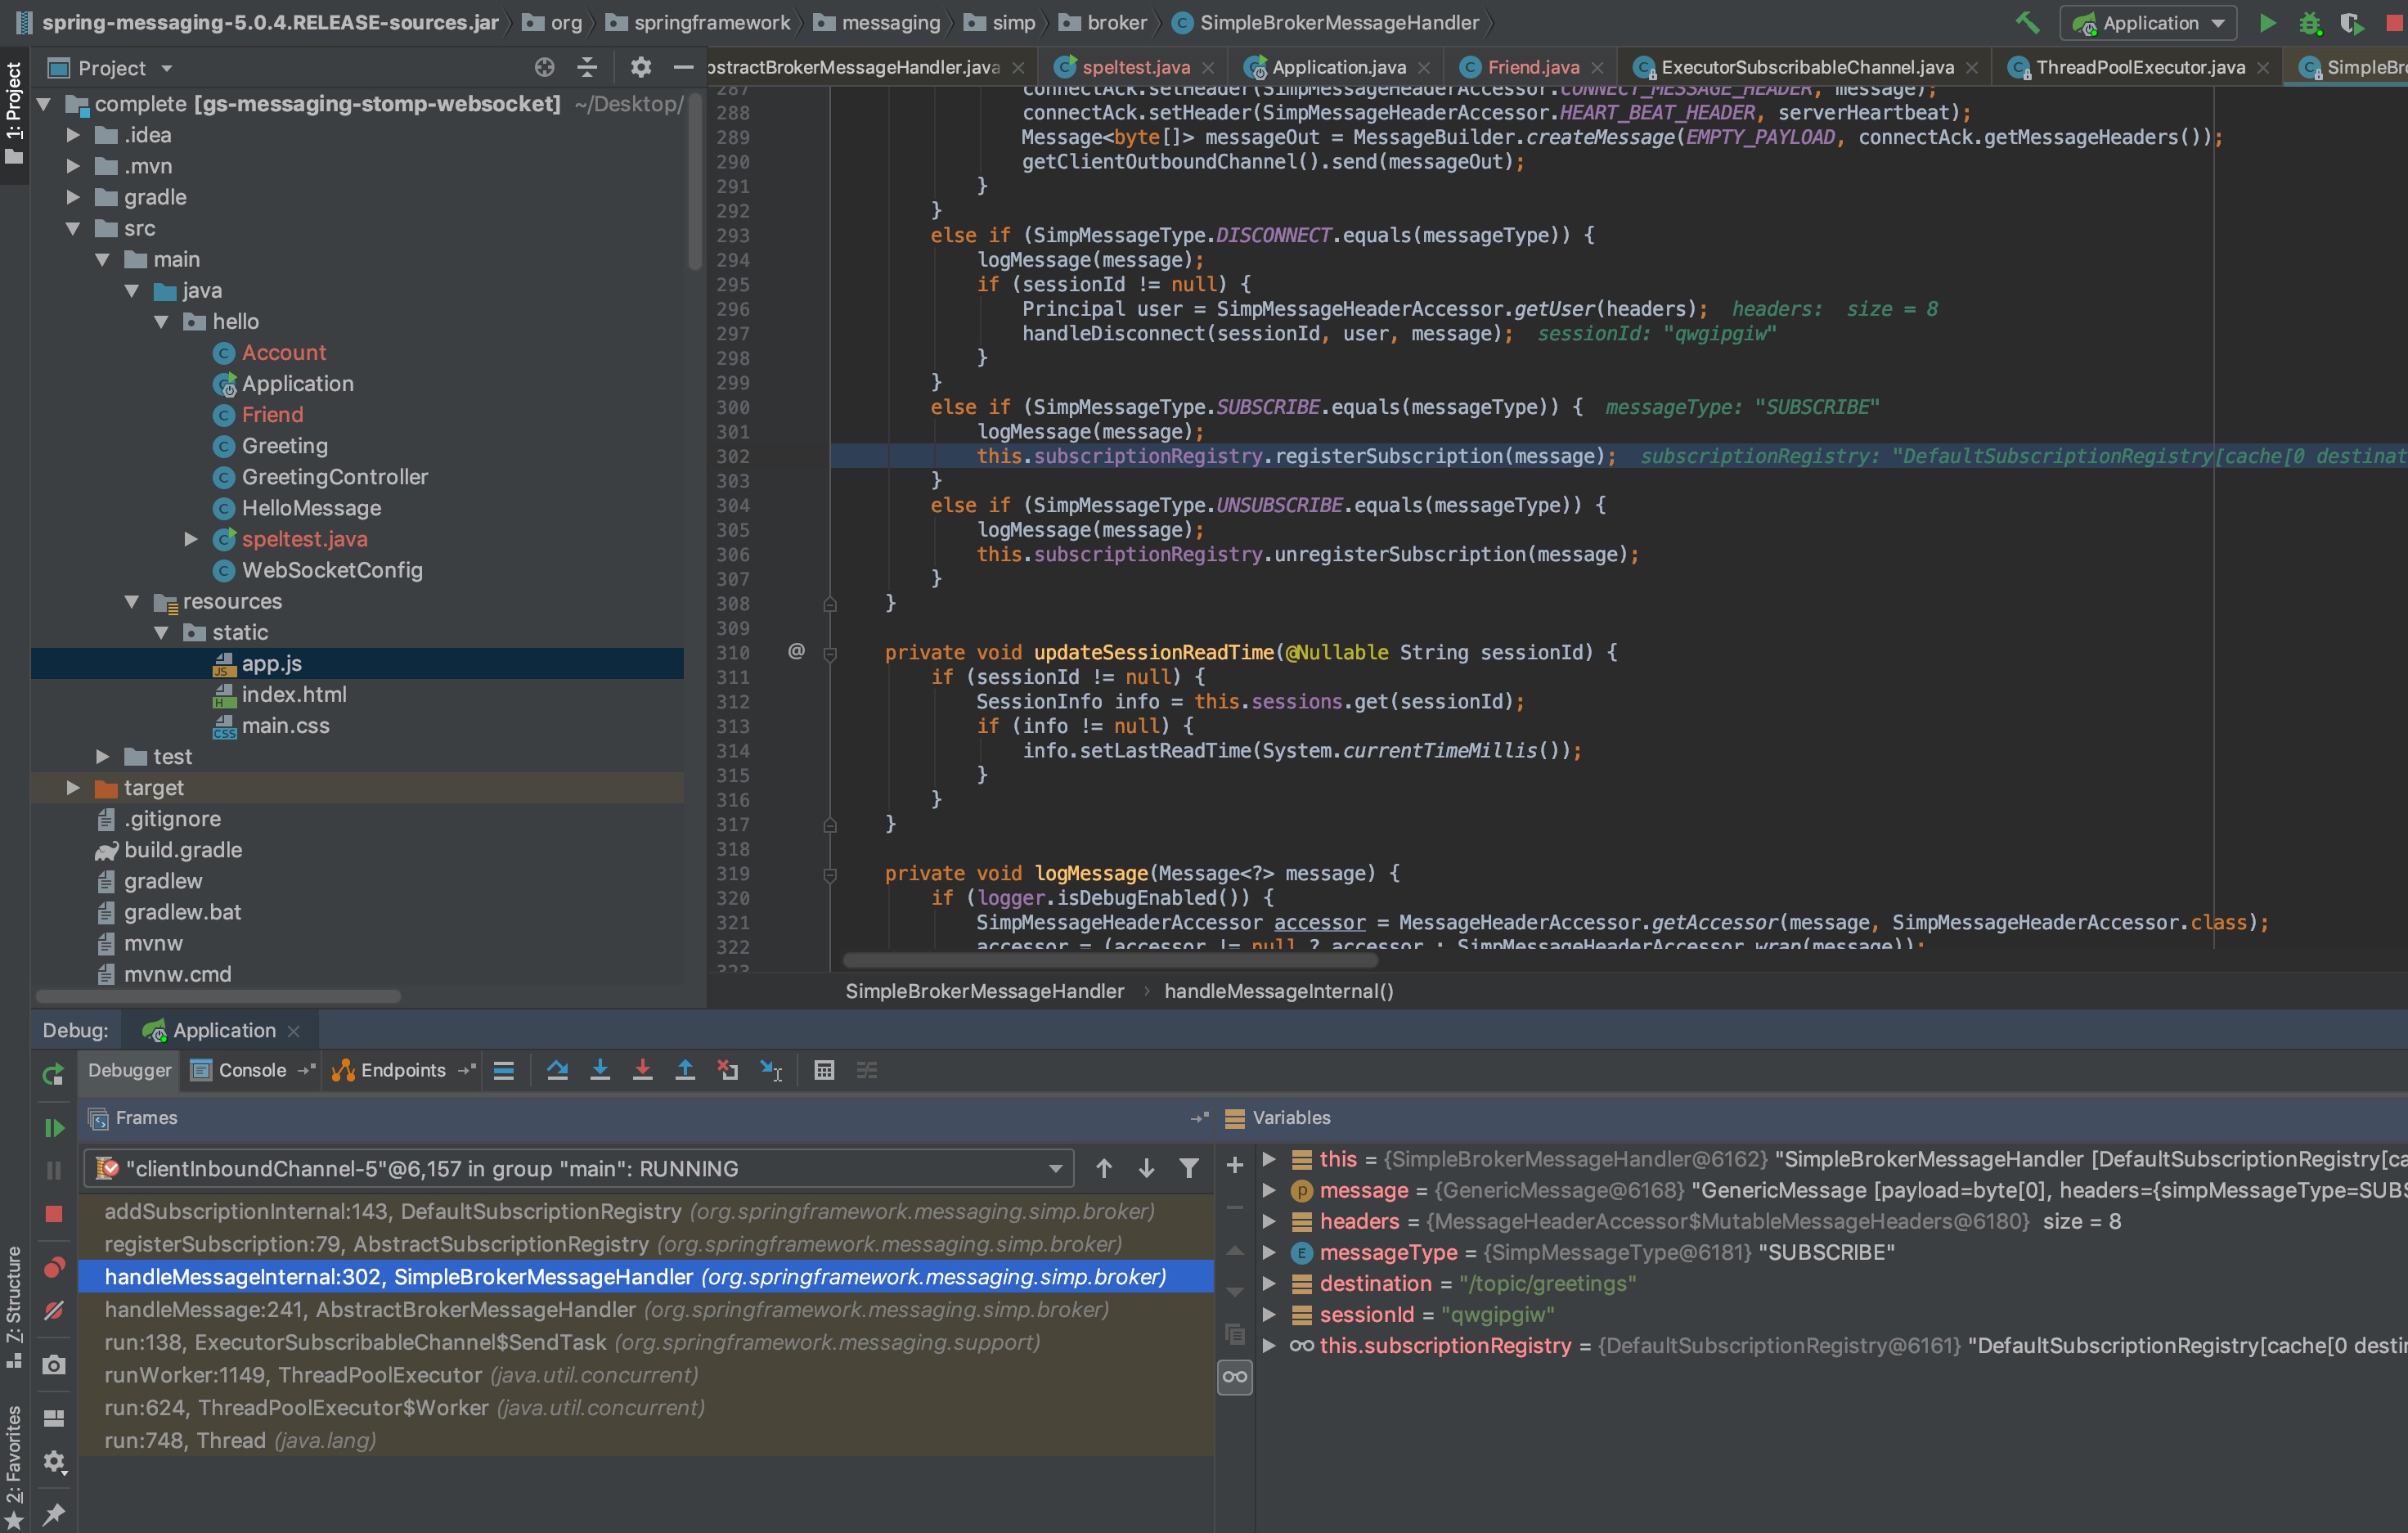 spring-messaging-5.0.4.RELEASE-sources.jar org springframework messaging simp broker SimpleBrokerMessageHandler
Application
1: Project
Project
bstractBrokerMessageHandler.java speltest.java Application.java Friend.java ExecutorSubscribableChannel.java ThreadPoolExecutor.java SimpleBro
complete [gs-messaging-stomp-websocket] ~/Desktop/
.idea
.mvn
gradle
src
main
java
hello
Account
Application
Friend
Greeting
GreetingController
HelloMessage
speltest.java
WebSocketConfig
resources
static
app.js
index.html
main.css
test
target
.gitignore
build.gradle
gradlew
gradlew.bat
mvnw
mvnw.cmd
287 connectAck.setHeader(SimpMessageHeaderAccessor.CONNECT_MESSAGE_HEADER, message);
288 connectAck.setHeader(SimpMessageHeaderAccessor.HEART_BEAT_HEADER, serverHeartbeat);
289 Message<byte[]> messageOut = MessageBuilder.createMessage(EMPTY_PAYLOAD, connectAck.getMessageHeaders());
290 getClientOutboundChannel().send(messageOut);
291 }
292 }
293 else if (SimpMessageType.DISCONNECT.equals(messageType)) {
294 logMessage(message);
295 if (sessionId != null) {
296 Principal user = SimpMessageHeaderAccessor.getUser(headers); headers: size = 8
297 handleDisconnect(sessionId, user, message); sessionId: "qwgipgiw"
298 }
299 }
300 else if (SimpMessageType.SUBSCRIBE.equals(messageType)) { messageType: "SUBSCRIBE"
301 logMessage(message);
302 this.subscriptionRegistry.registerSubscription(message); subscriptionRegistry: "DefaultSubscriptionRegistry[cache[0 destinat
303 }
304 else if (SimpMessageType.UNSUBSCRIBE.equals(messageType)) {
305 logMessage(message);
306 this.subscriptionRegistry.unregisterSubscription(message);
307 }
308 }
309
310 @ private void updateSessionReadTime(@Nullable String sessionId) {
311 if (sessionId != null) {
312 SessionInfo info = this.sessions.get(sessionId);
313 if (info != null) {
314 info.setLastReadTime(System.currentTimeMillis());
315 }
316 }
317 }
318
319 private void logMessage(Message<?> message) {
320 if (logger.isDebugEnabled()) {
321 SimpMessageHeaderAccessor accessor = MessageHeaderAccessor.getAccessor(message, SimpMessageHeaderAccessor.class);
322 accessor = (accessor != null ? accessor : SimpMessageHeaderAccessor.wrap(message));
323
SimpleBrokerMessageHandler handleMessageInternal()
Debug: Application
Debugger Console Endpoints
Frames
"clientInboundChannel-5"@6,157 in group "main": RUNNING
addSubscriptionInternal:143, DefaultSubscriptionRegistry (org.springframework.messaging.simp.broker)
registerSubscription:79, AbstractSubscriptionRegistry (org.springframework.messaging.simp.broker)
handleMessageInternal:302, SimpleBrokerMessageHandler (org.springframework.messaging.simp.broker)
handleMessage:241, AbstractBrokerMessageHandler (org.springframework.messaging.simp.broker)
run:138, ExecutorSubscribableChannel$SendTask (org.springframework.messaging.support)
runWorker:1149, ThreadPoolExecutor (java.util.concurrent)
run:624, ThreadPoolExecutor$Worker (java.util.concurrent)
run:748, Thread (java.lang)
Variables
this = {SimpleBrokerMessageHandler@6162} "SimpleBrokerMessageHandler [DefaultSubscriptionRegistry[ca
message = {GenericMessage@6168} "GenericMessage [payload=byte[0], headers={simpMessageType=SUBS
headers = {MessageHeaderAccessor$MutableMessageHeaders@6180} size = 8
messageType = {SimpMessageType@6181} "SUBSCRIBE"
destination = "/topic/greetings"
sessionId = "qwgipgiw"
this.subscriptionRegistry = {DefaultSubscriptionRegistry@6161} "DefaultSubscriptionRegistry[cache[0 destin
7: Structure
2: Favorites